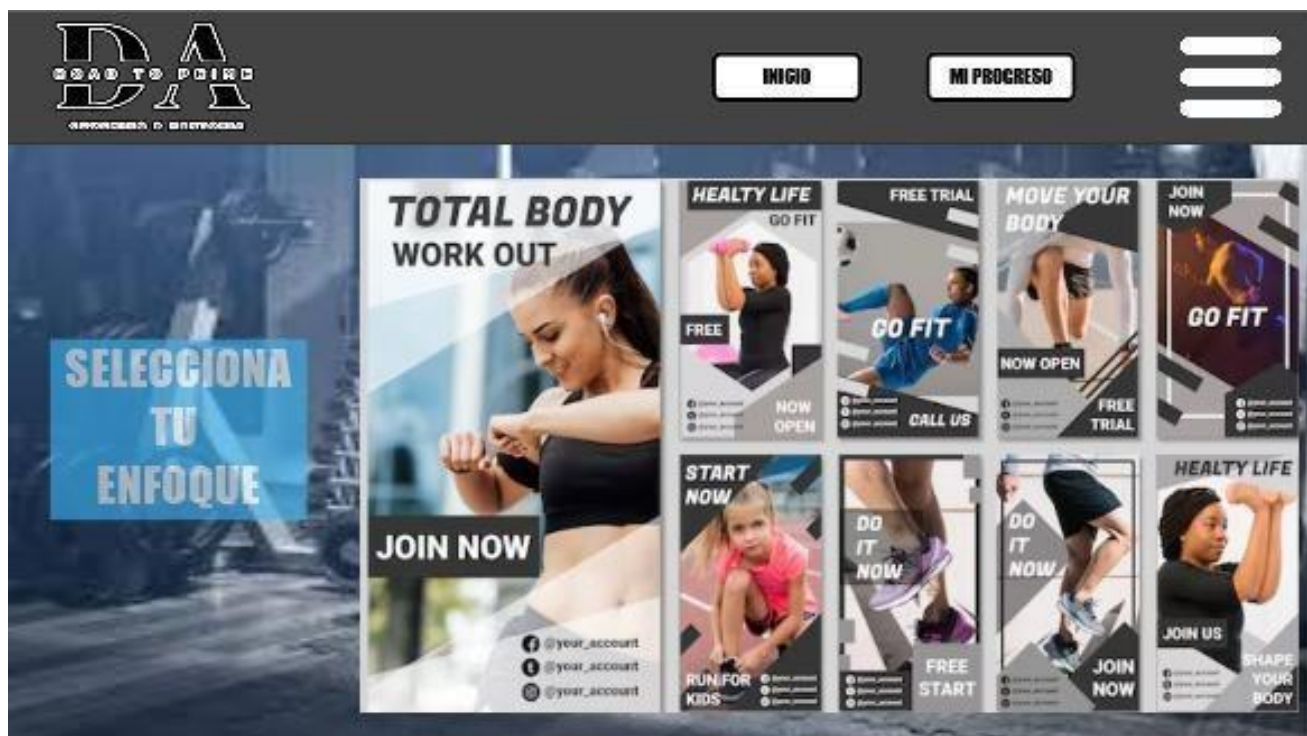 DA
ROAD TO PRIME
INICIO
MI PROGRESO
SELECCIONA
TU
ENFOQUE
TOTAL BODY
WORK OUT
JOIN NOW
@your_account
@your_account
@your_account
HEALTY LIFE
GO FIT
FREE
NOW
OPEN
FREE TRIAL
GO FIT
CALL US
MOVE YOUR
BODY
NOW OPEN
FREE
TRIAL
JOIN
NOW
GO FIT
START
NOW
RUN FOR
KIDS
DO
IT
NOW
FREE
START
DO
IT
NOW
JOIN
NOW
HEALTY LIFE
JOIN US
SHAPE
YOUR
BODY